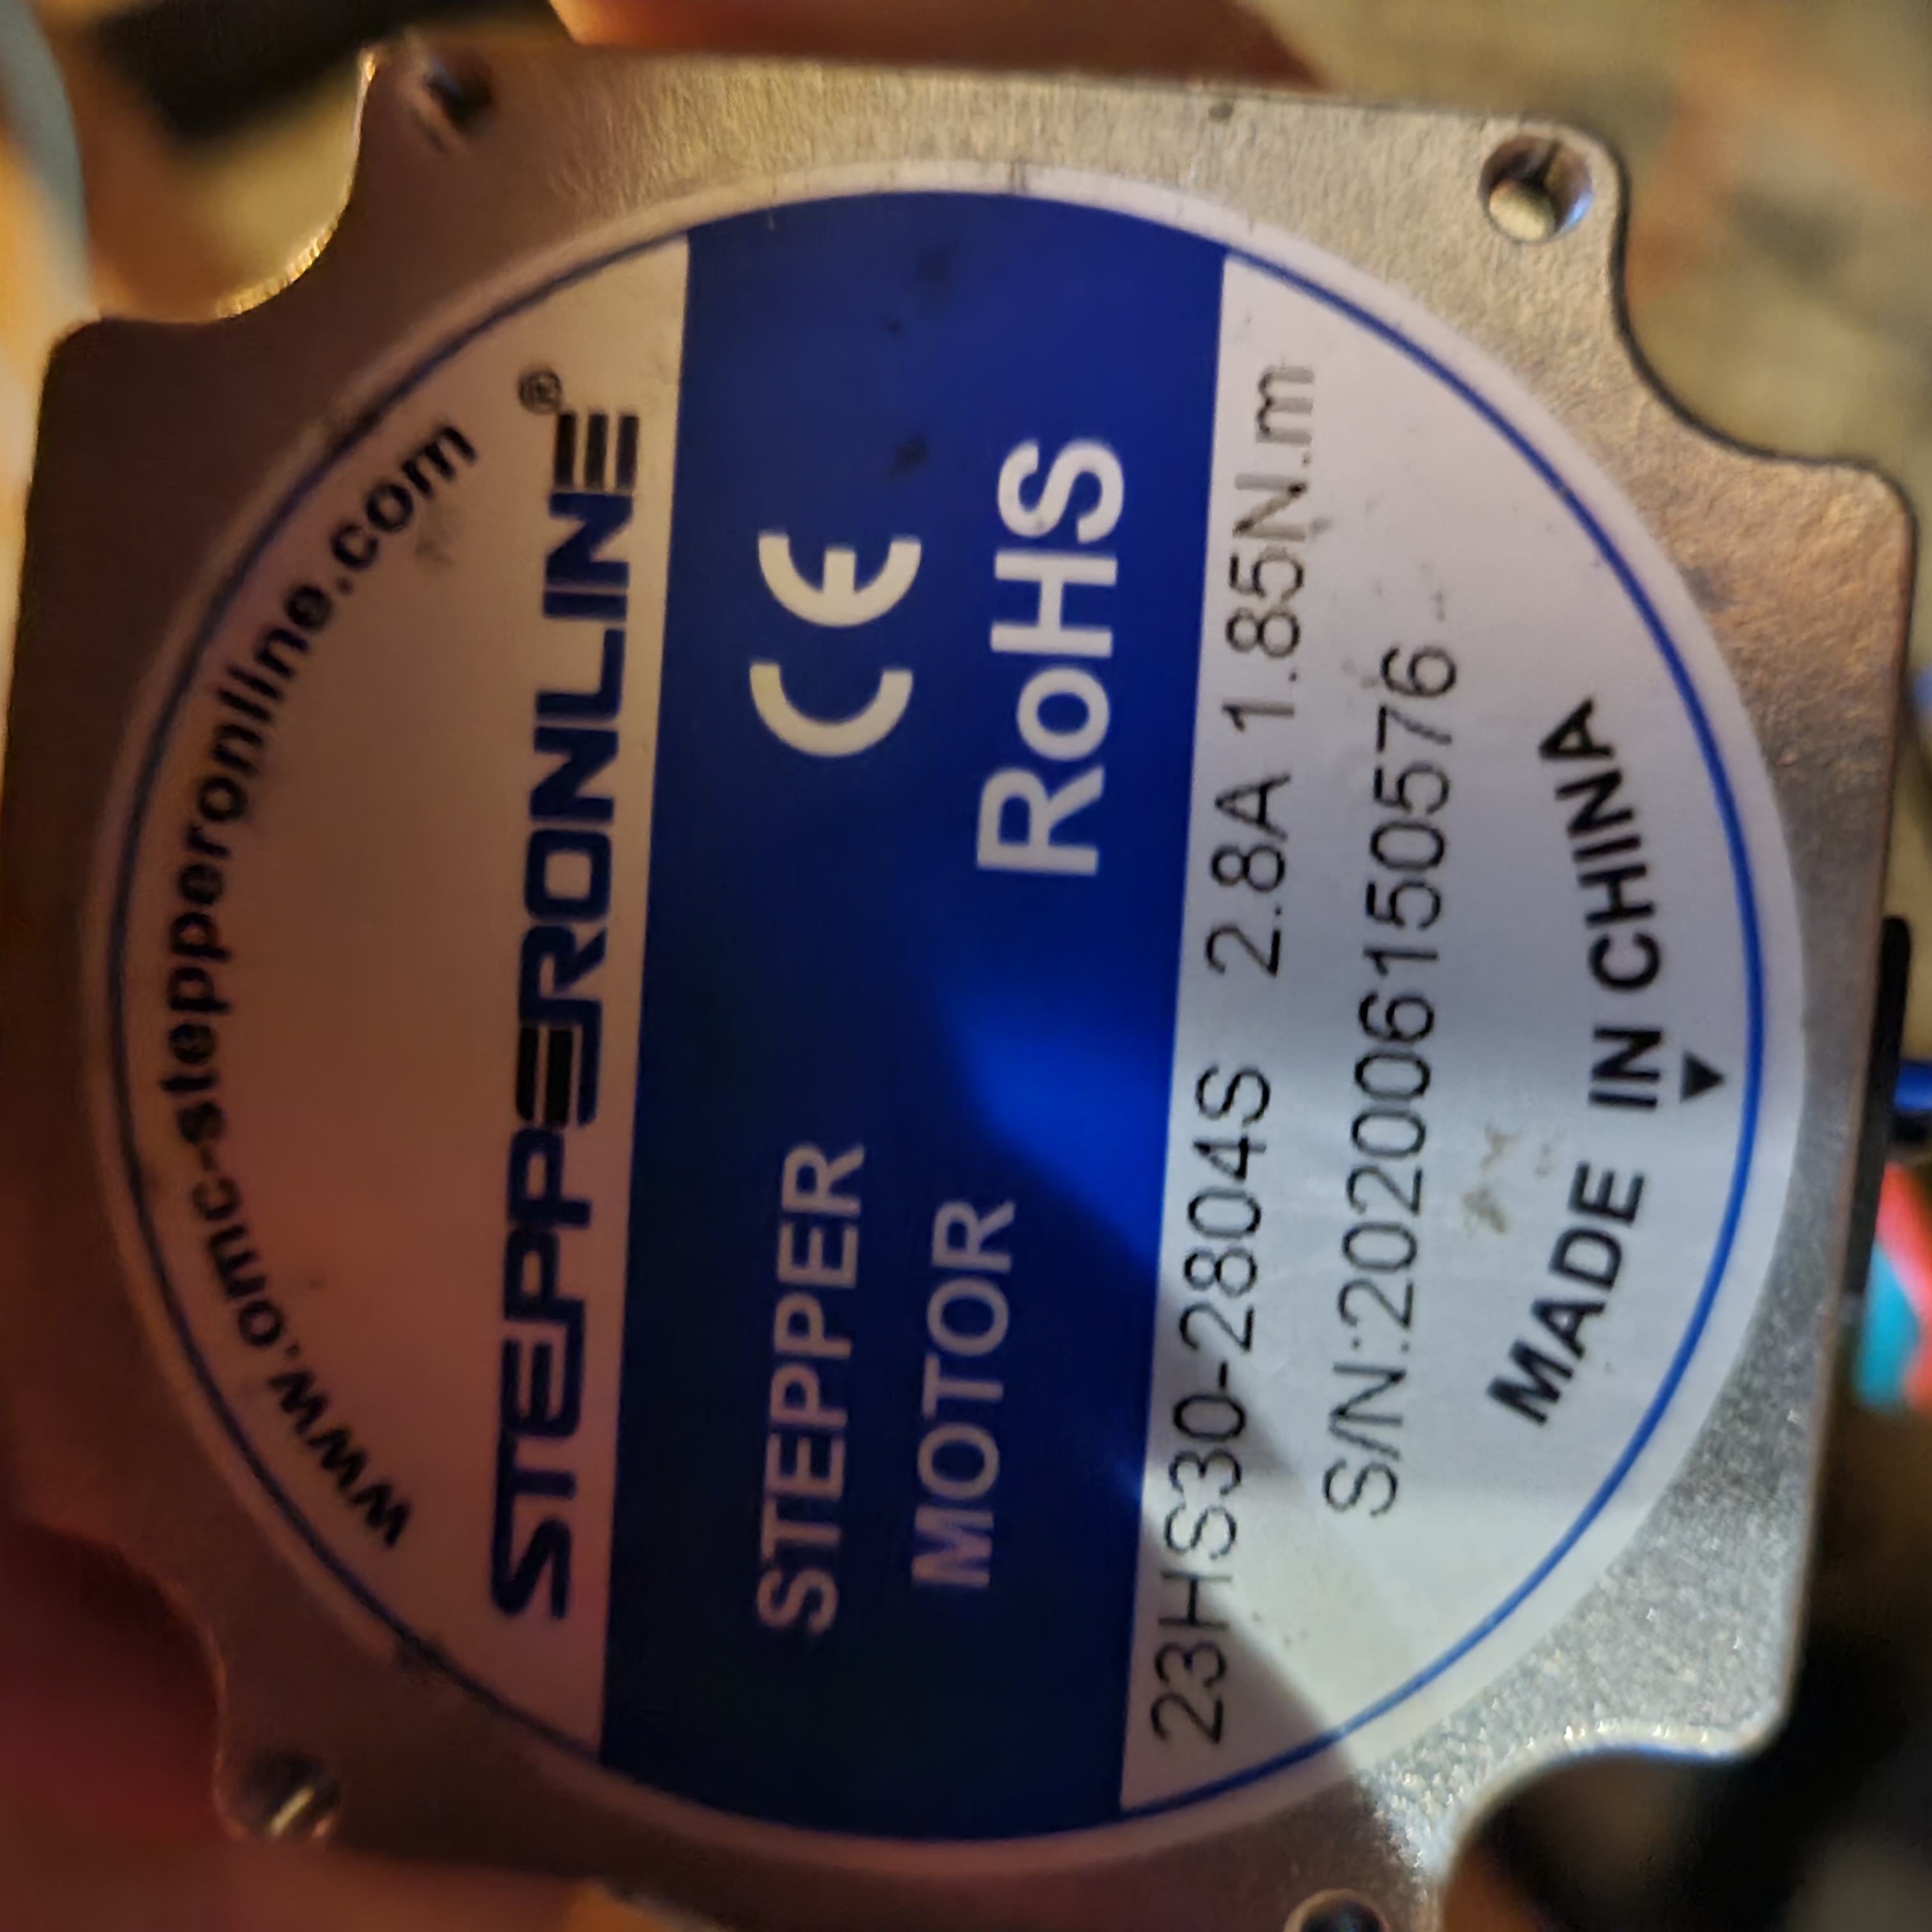 www.omc-stepperonline.com
STEPPERONLINE®
STEPPER
MOTOR
CE
RoHS
23HS30-2804S 2.8A 1.85N.m
S/N:202006150576
MADE IN CHINA